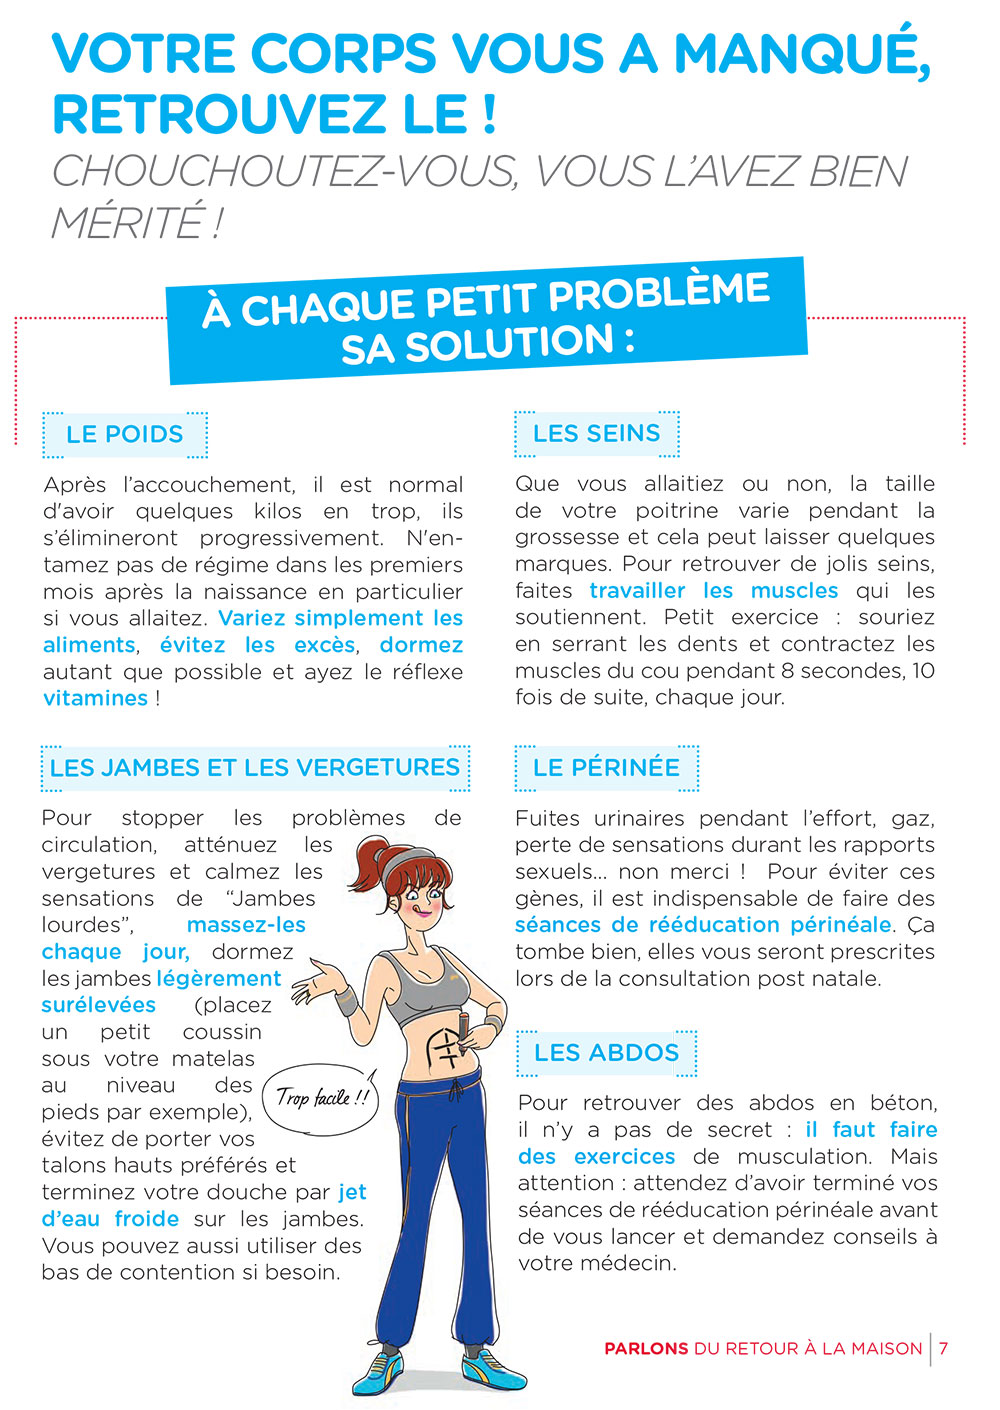 VOTRE CORPS VOUS A MANQUÉ,
RETROUVEZ LE !
CHOUCHOUTEZ-VOUS, VOUS L’AVEZ BIEN
MÉRITÉ !
À CHAQUE PETIT PROBLÈME
SA SOLUTION :
LE POIDS
Après l’accouchement, il est normal
d'avoir quelques kilos en trop, ils
s’élimineront progressivement. N'en-
tamez pas de régime dans les premiers
mois après la naissance en particulier
si vous allaitez. Variez simplement les
aliments, évitez les excès, dormez
autant que possible et ayez le réflexe
vitamines !
LES JAMBES ET LES VERGETURES
Pour stopper les problèmes de
circulation, atténuez les
vergetures et calmez les
sensations de “Jambes
lourdes”, massez-les
chaque jour, dormez
les jambes légèrement
surélevées (placez
un petit coussin
sous votre matelas
au niveau des
pieds par exemple),
évitez de porter vos
talons hauts préférés et
terminez votre douche par jet
d’eau froide sur les jambes.
Vous pouvez aussi utiliser des
bas de contention si besoin.
Trop facile !!
LES SEINS
Que vous allaitiez ou non, la taille
de votre poitrine varie pendant la
grossesse et cela peut laisser quelques
marques. Pour retrouver de jolis seins,
faites travailler les muscles qui les
soutiennent. Petit exercice : souriez
en serrant les dents et contractez les
muscles du cou pendant 8 secondes, 10
fois de suite, chaque jour.
LE PÉRINÉE
Fuites urinaires pendant l’effort, gaz,
perte de sensations durant les rapports
sexuels... non merci ! Pour éviter ces
gènes, il est indispensable de faire des
séances de rééducation périnéale. Ça
tombe bien, elles vous seront prescrites
lors de la consultation post natale.
LES ABDOS
Pour retrouver des abdos en béton,
il n’y a pas de secret : il faut faire
des exercices de musculation. Mais
attention : attendez d’avoir terminé vos
séances de rééducation périnéale avant
de vous lancer et demandez conseils à
votre médecin.
PARLONS DU RETOUR À LA MAISON | 7